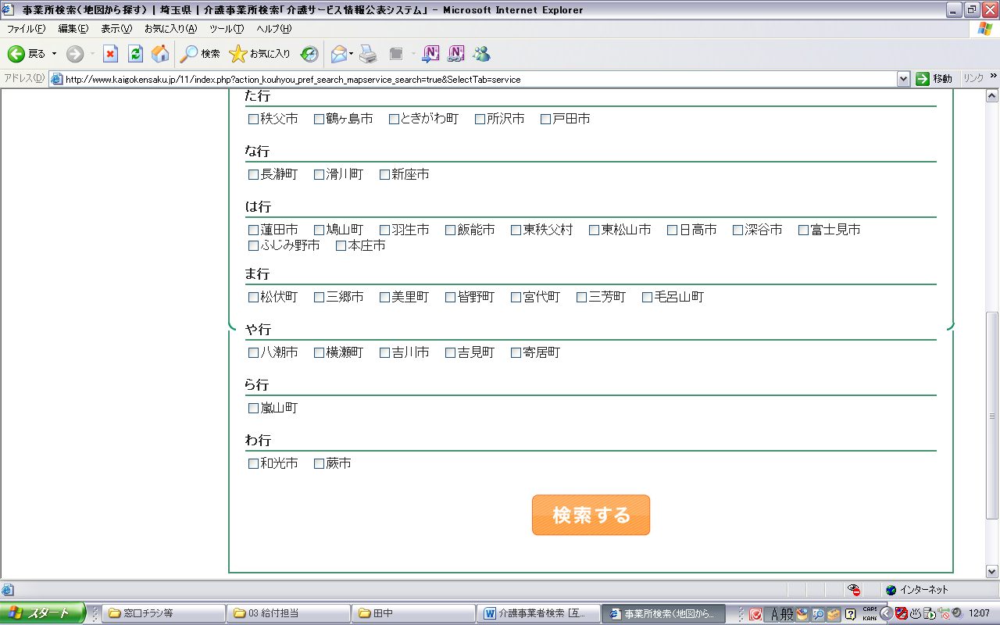 事業所検索(地図から探す) | 埼玉県 | 介護事業所検索「介護サービス情報公表システム」 - Microsoft Internet Explorer
ファイル(F) 編集(E) 表示(V) お気に入り(A) ツール(T) ヘルプ(H)
戻る 検索 お気に入り
アドレス(D) http://www.kaigokensaku.jp/11/index.php?action_kouhyou_pref_search_mapservice_search=true&SelectTab=service 移動 リンク »
た行
秩父市 鶴ヶ島市 ときがわ町 所沢市 戸田市
な行
長瀞町 滑川町 新座市
は行
蓮田市 鳩山町 羽生市 飯能市 東秩父村 東松山市 日高市 深谷市 富士見市
ふじみ野市 本庄市
ま行
松伏町 三郷市 美里町 皆野町 宮代町 三芳町 毛呂山町
や行
八潮市 横瀬町 吉川市 吉見町 寄居町
ら行
嵐山町
わ行
和光市 蕨市
検索する
インターネット
スタート 窓口チラシ等 03 給付担当 田中 介護事業者検索 [互... 事業所検索(地図から... A 般 CAPS KANA 12:07